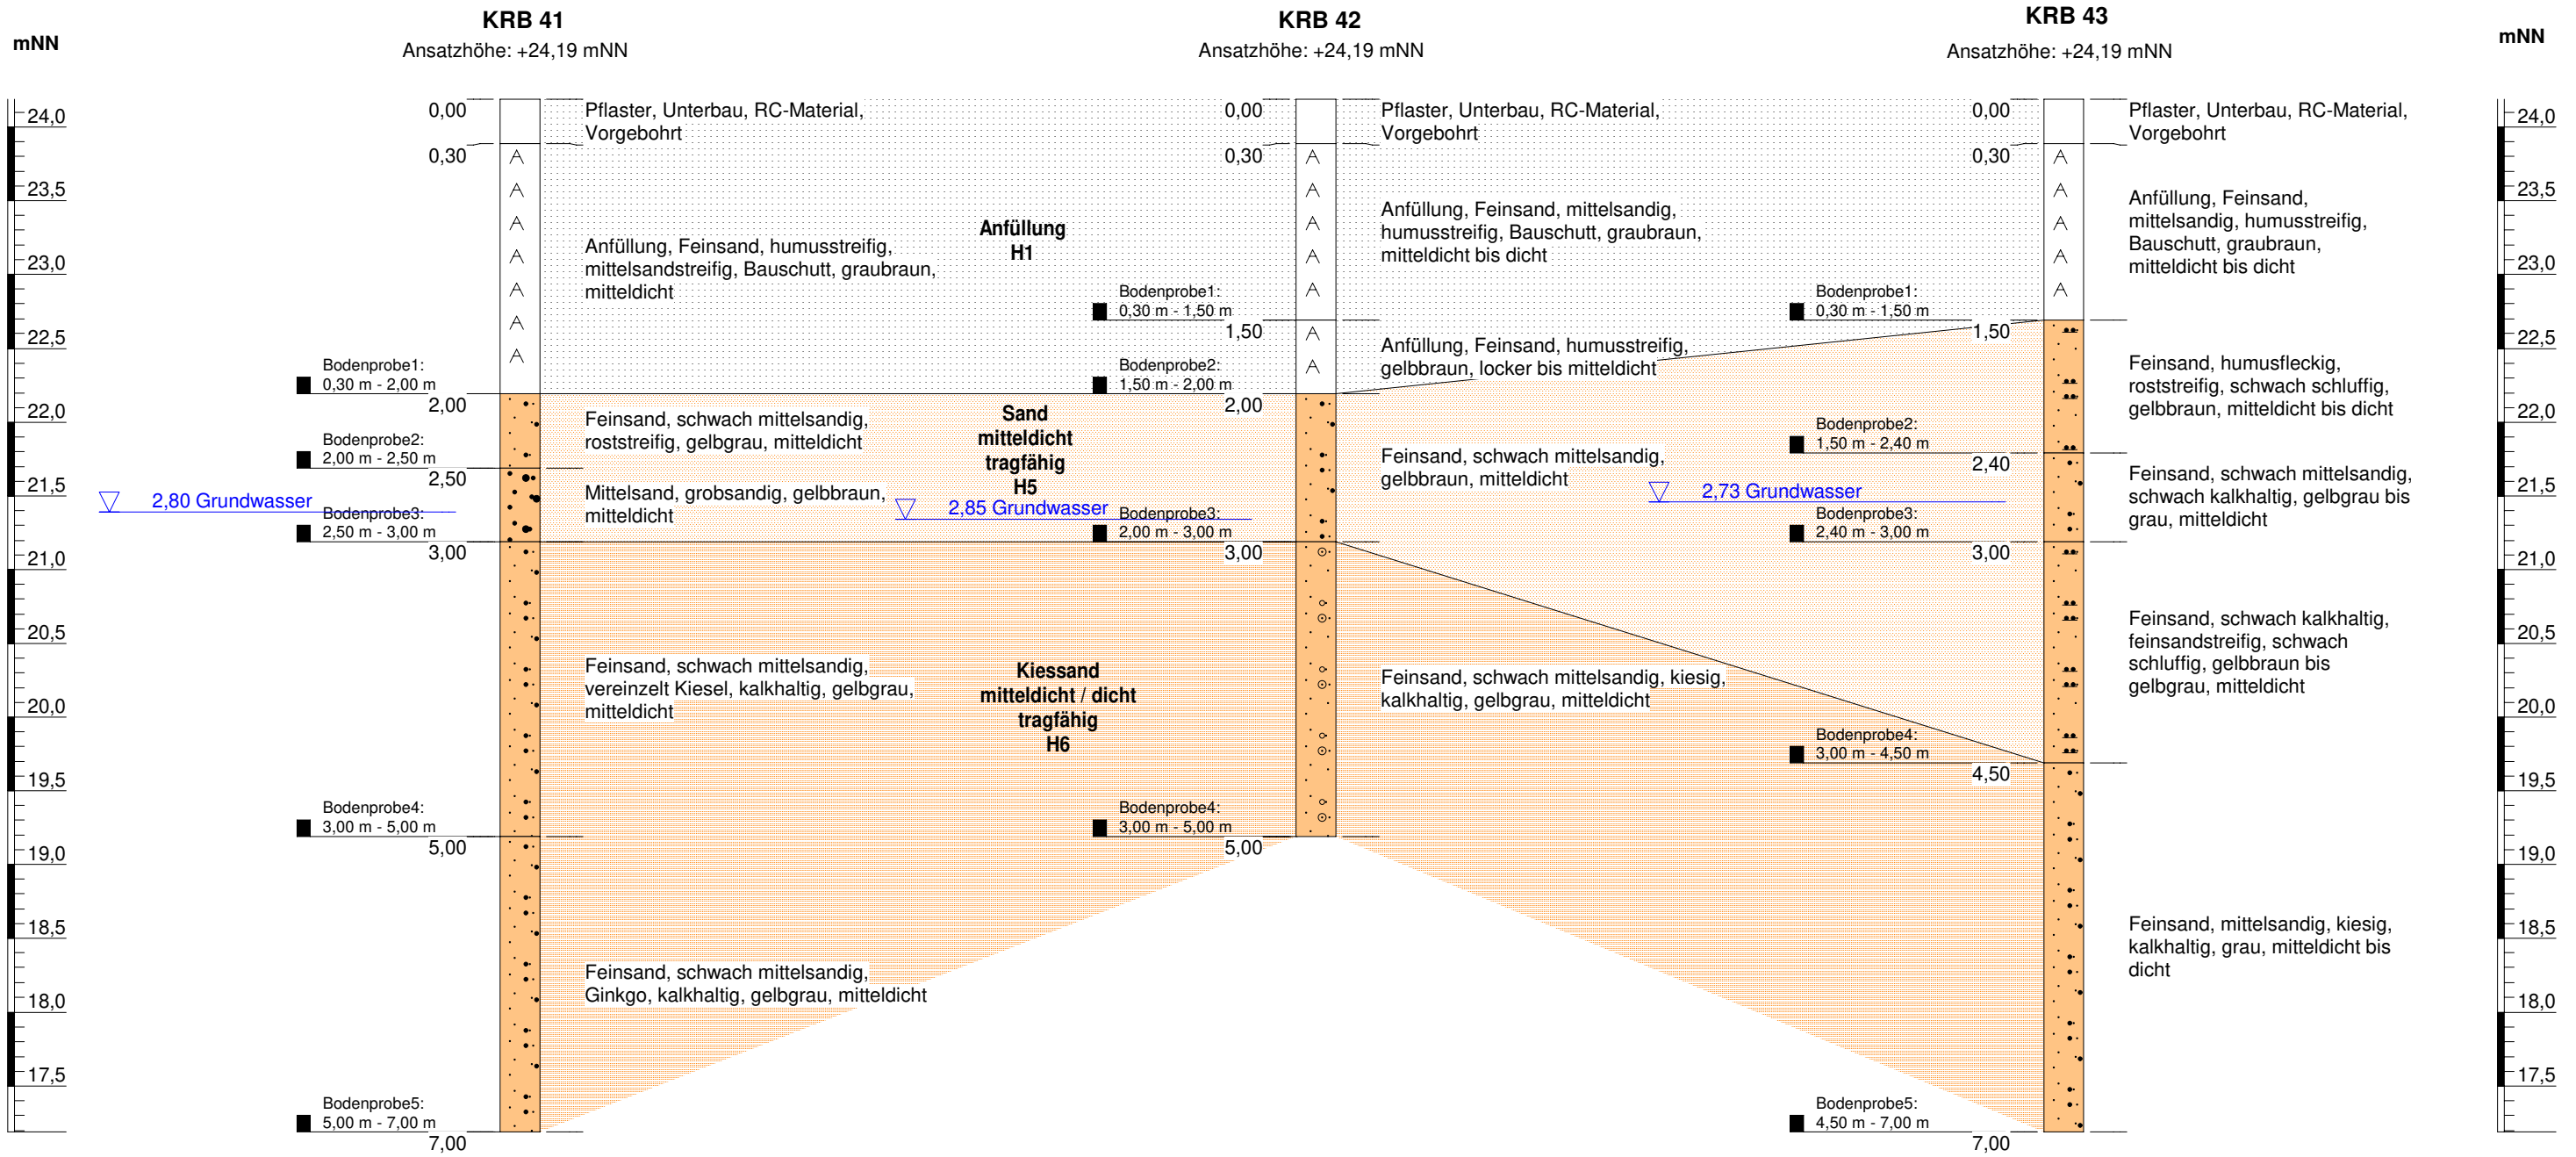 KRB 41
Ansatzhöhe: +24,19 mNN
KRB 42
Ansatzhöhe: +24,19 mNN
KRB 43
Ansatzhöhe: +24,19 mNN
mNN
24,0
23,5
23,0
22,5
22,0
21,5
21,0
20,5
20,0
19,5
19,0
18,5
18,0
17,5
2,80 Grundwasser
Bodenprobe1:
0,30 m - 2,00 m
Bodenprobe2:
2,00 m - 2,50 m
Bodenprobe3:
2,50 m - 3,00 m
Bodenprobe4:
3,00 m - 5,00 m
Bodenprobe5:
5,00 m - 7,00 m
0,00
0,30
2,00
2,50
3,00
5,00
7,00
Pflaster, Unterbau, RC-Material,
Vorgebohrt
Anfüllung, Feinsand, humusstreifig,
mittelsandstreifig, Bauschutt, graubraun,
mitteldicht
Feinsand, schwach mittelsandig,
roststreifig, gelbgrau, mitteldicht
Mittelsand, grobsandig, gelbbraun,
mitteldicht
Feinsand, schwach mittelsandig,
vereinzelt Kiesel, kalkhaltig, gelbgrau,
mitteldicht
Feinsand, schwach mittelsandig,
Ginkgo, kalkhaltig, gelbgrau, mitteldicht
Anfüllung
H1
Sand
mitteldicht
tragfähig
H5
Kiessand
mitteldicht / dicht
tragfähig
H6
2,85 Grundwasser
Bodenprobe1:
0,30 m - 1,50 m
Bodenprobe2:
1,50 m - 2,00 m
Bodenprobe3:
2,00 m - 3,00 m
Bodenprobe4:
3,00 m - 5,00 m
0,00
0,30
1,50
2,00
3,00
5,00
Pflaster, Unterbau, RC-Material,
Vorgebohrt
Anfüllung, Feinsand, mittelsandig,
humusstreifig, Bauschutt, graubraun,
mitteldicht bis dicht
Anfüllung, Feinsand, humusstreifig,
gelbbraun, locker bis mitteldicht
Feinsand, schwach mittelsandig,
gelbbraun, mitteldicht
Feinsand, schwach mittelsandig, kiesig,
kalkhaltig, gelbgrau, mitteldicht
2,73 Grundwasser
Bodenprobe1:
0,30 m - 1,50 m
Bodenprobe2:
1,50 m - 2,40 m
Bodenprobe3:
2,40 m - 3,00 m
Bodenprobe4:
3,00 m - 4,50 m
Bodenprobe5:
4,50 m - 7,00 m
0,00
0,30
1,50
2,40
3,00
4,50
7,00
Pflaster, Unterbau, RC-Material,
Vorgebohrt
Anfüllung, Feinsand,
mittelsandig, humusstreifig,
Bauschutt, graubraun,
mitteldicht bis dicht
Feinsand, humusfleckig,
roststreifig, schwach schluffig,
gelbbraun, mitteldicht bis dicht
Feinsand, schwach mittelsandig,
schwach kalkhaltig, gelbgrau bis
grau, mitteldicht
Feinsand, schwach kalkhaltig,
feinsandstreifig, schwach
schluffig, gelbbraun bis
gelbgrau, mitteldicht
Feinsand, mittelsandig, kiesig,
kalkhaltig, grau, mitteldicht bis
dicht
mNN
24,0
23,5
23,0
22,5
22,0
21,5
21,0
20,5
20,0
19,5
19,0
18,5
18,0
17,5